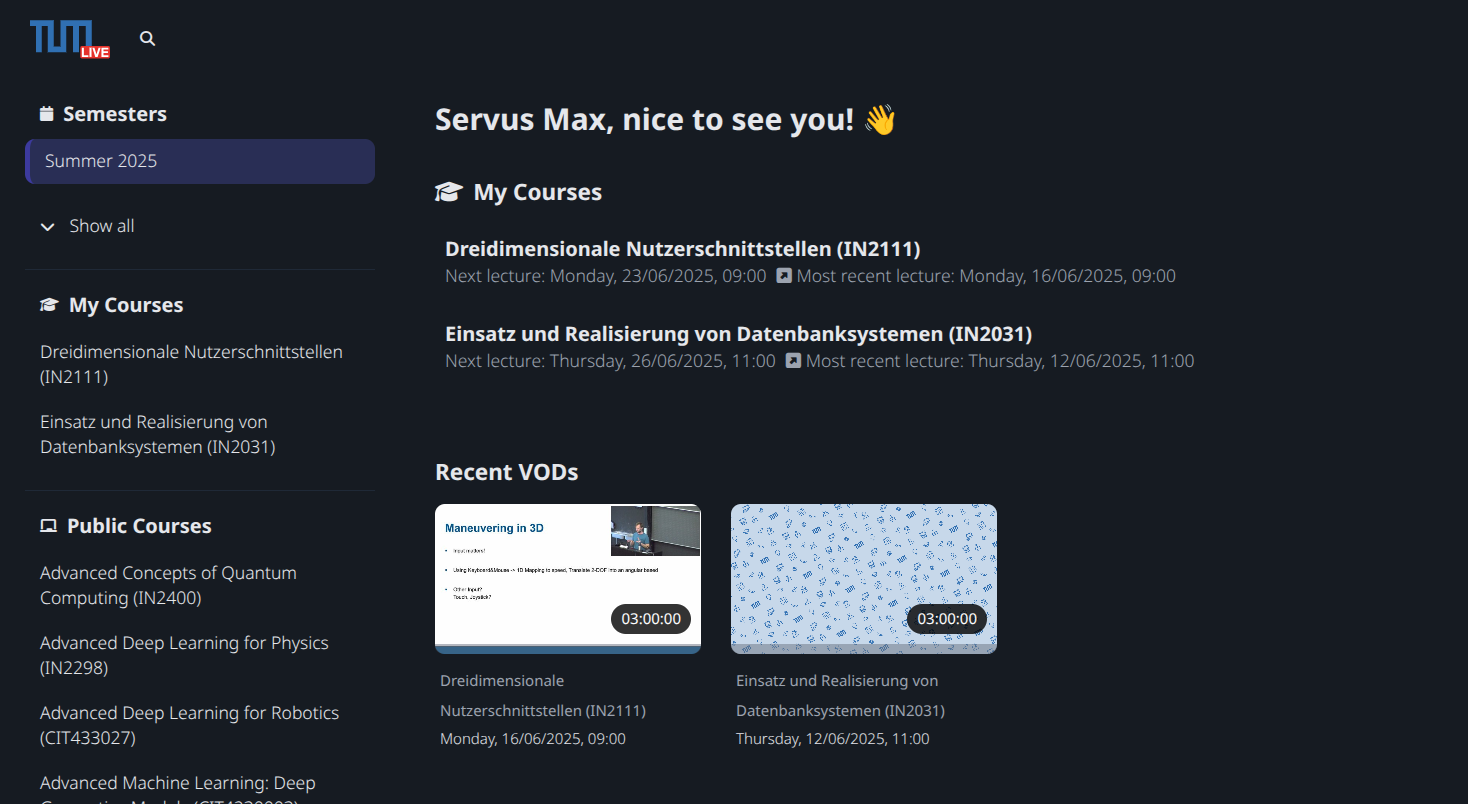 TUM
LIVE
Semesters
Summer 2025
Show all
My Courses
Dreidimensionale Nutzerschnittstellen
(IN2111)
Einsatz und Realisierung von
Datenbanksystemen (IN2031)
Public Courses
Advanced Concepts of Quantum
Computing (IN2400)
Advanced Deep Learning for Physics
(IN2298)
Advanced Deep Learning for Robotics
(CIT433027)
Advanced Machine Learning: Deep
Servus Max, nice to see you! 👋
My Courses
Dreidimensionale Nutzerschnittstellen (IN2111)
Next lecture: Monday, 23/06/2025, 09:00 Most recent lecture: Monday, 16/06/2025, 09:00
Einsatz und Realisierung von Datenbanksystemen (IN2031)
Next lecture: Thursday, 26/06/2025, 11:00 Most recent lecture: Thursday, 12/06/2025, 11:00
Recent VODs
Maneuvering in 3D
• Input matters!
• Using Keyboard&Mouse -> 1D Mapping to speed, Translate 2-DOF into an angular based
• Other Input?
Touch, Joystick?
03:00:00
Dreidimensionale
Nutzerschnittstellen (IN2111)
Monday, 16/06/2025, 09:00
03:00:00
Einsatz und Realisierung von
Datenbanksystemen (IN2031)
Thursday, 12/06/2025, 11:00